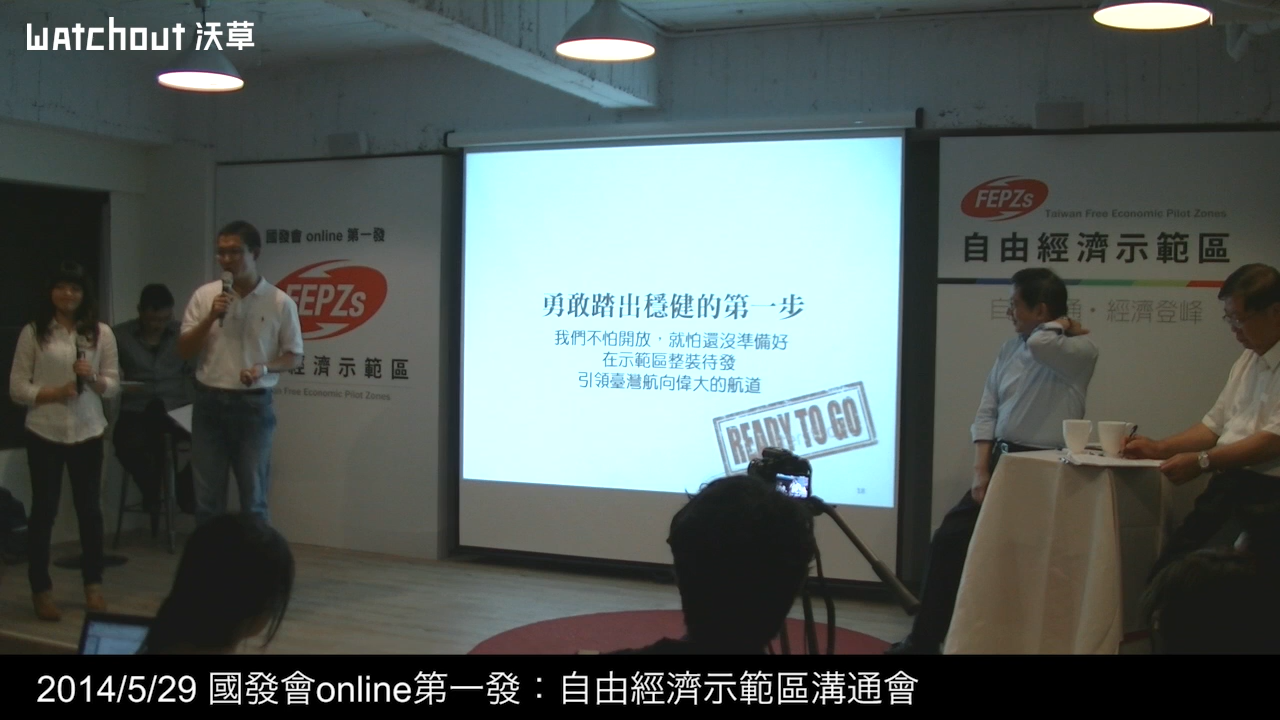 watchout 沃草
國發會 online 第一發
FEPZs
經濟示範區
Free Economic Pilot Zones
勇敢踏出穩健的第一步
我們不怕開放，就怕還沒準備好
在示範區整裝待發
引領臺灣航向偉大的航道
READY TO GO
58
FEPZs
Taiwan Free Economic Pilot Zones
自由經濟示範區
通・經濟登峰
2014/5/29 國發會online第一發：自由經濟示範區溝通會